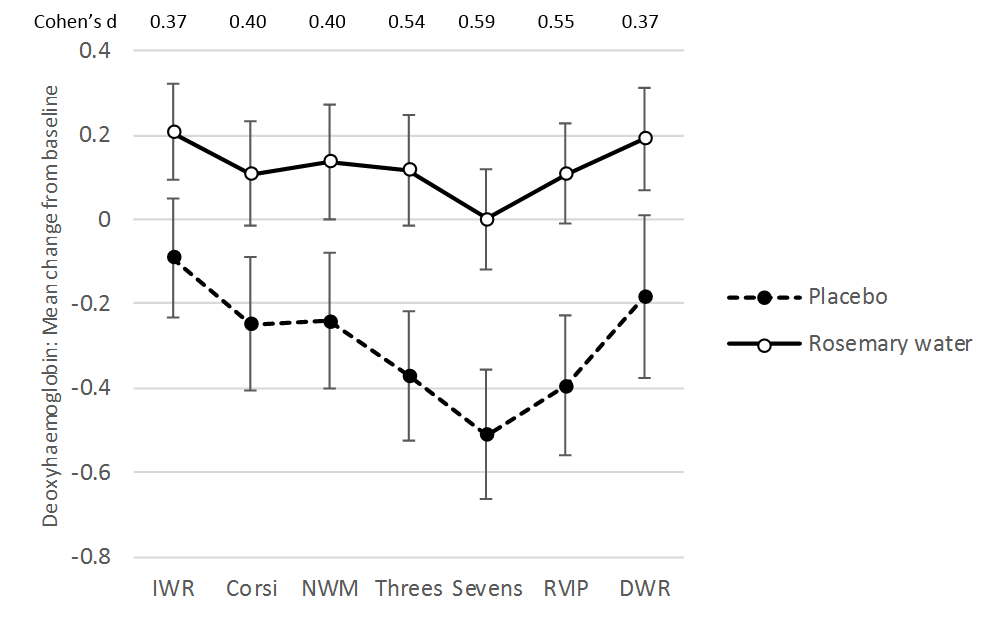 Cohen’s d 0.37 0.40 0.40 0.54 0.59 0.55 0.37
Deoxyhaemoglobin: Mean change from baseline
0.4
0.2
0
-0.2
-0.4
-0.6
-0.8
IWR Corsi NWM Threes Sevens RVIP DWR
Placebo
Rosemary water